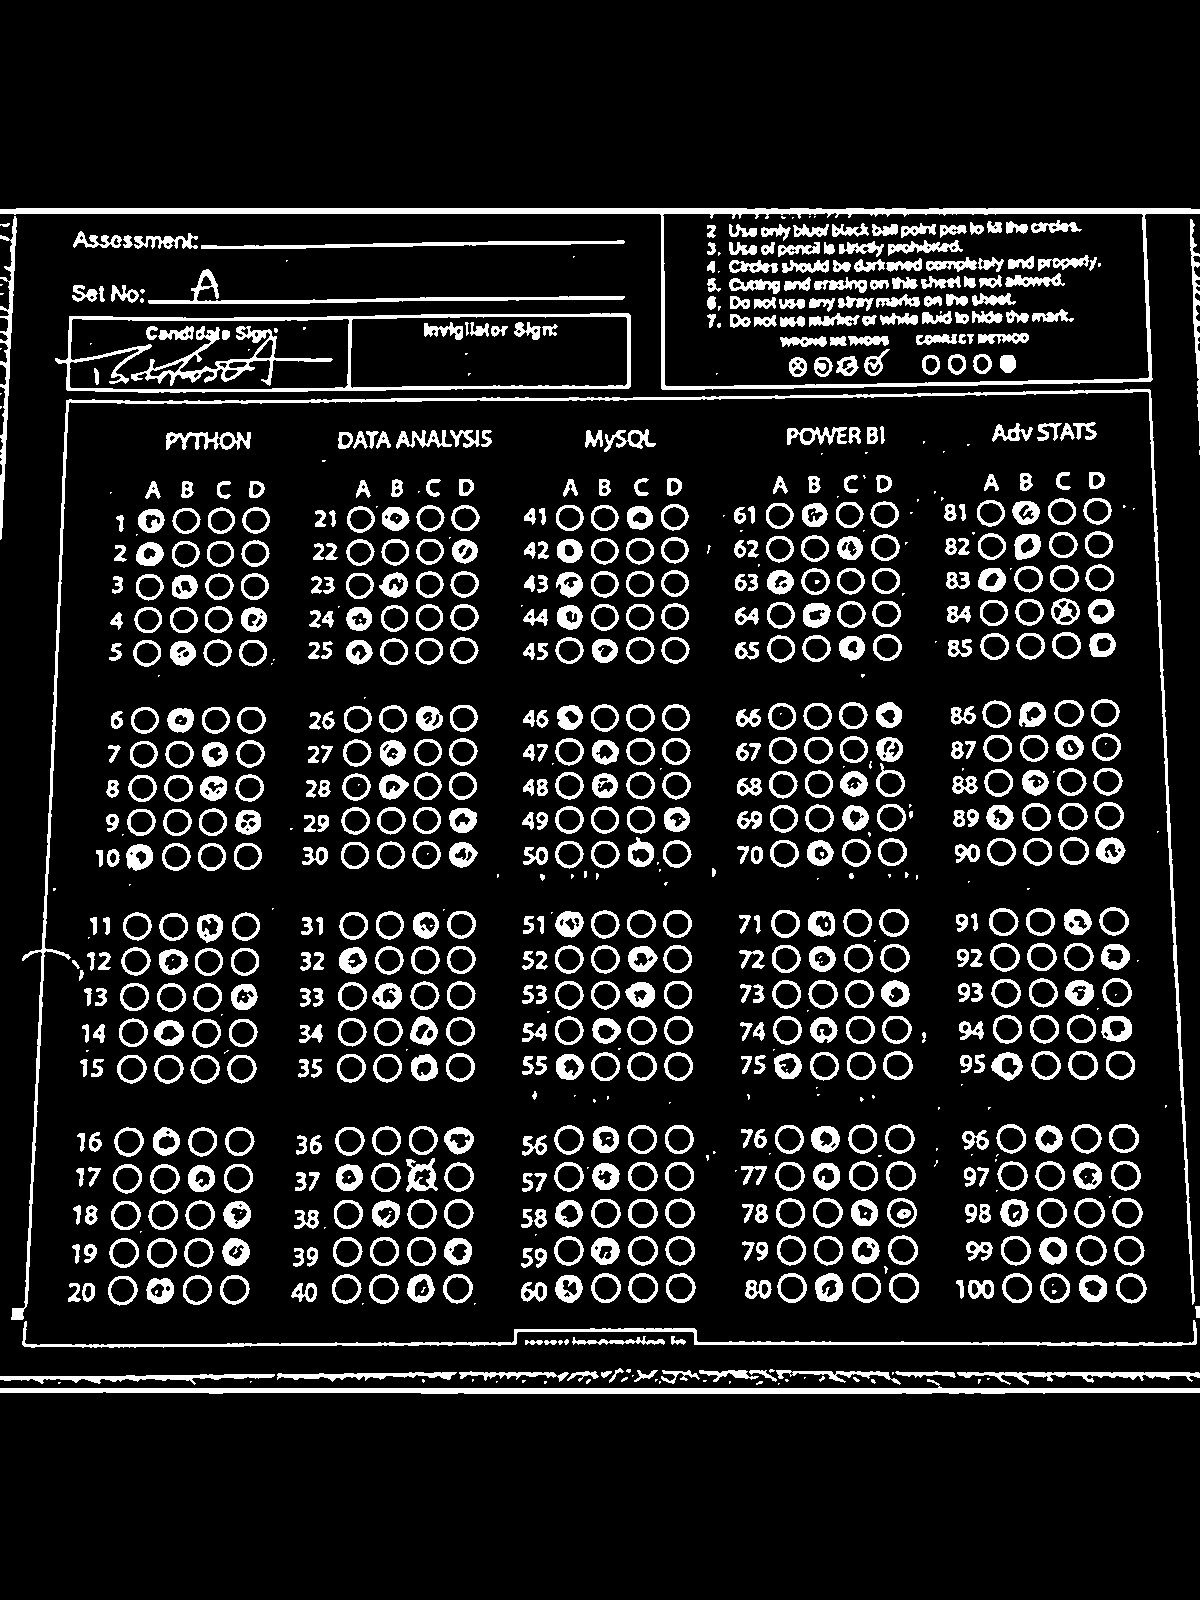 Assessment:
Set No: A
Candidate Sign:
Invigilator Sign:
2 Use only blue/ black ball point pen to fill the circles.
3. Use of pencil is strictly prohibited.
4. Circles should be darkened completely and properly.
5. Cutting and erasing on this sheet is not allowed.
6. Do not use any stray marks on the sheet.
7. Do not use marker or white fluid to hide the mark.
WRONG METHODS CORRECT METHOD
PYTHON DATA ANALYSIS MySQL POWER BI Adv STATS
A B C D A B C D A B C D A B C D A B C D
1 21 41 61 81
2 22 42 62 82
3 23 43 63 83
4 24 44 64 84
5 25 45 65 85
6 26 46 66 86
7 27 47 67 87
8 28 48 68 88
9 29 49 69 89
10 30 50 70 90
11 31 51 71 91
12 32 52 72 92
13 33 53 73 93
14 34 54 74 94
15 35 55 75 95
16 36 56 76 96
17 37 57 77 97
18 38 58 78 98
19 39 59 79 99
20 40 60 80 100